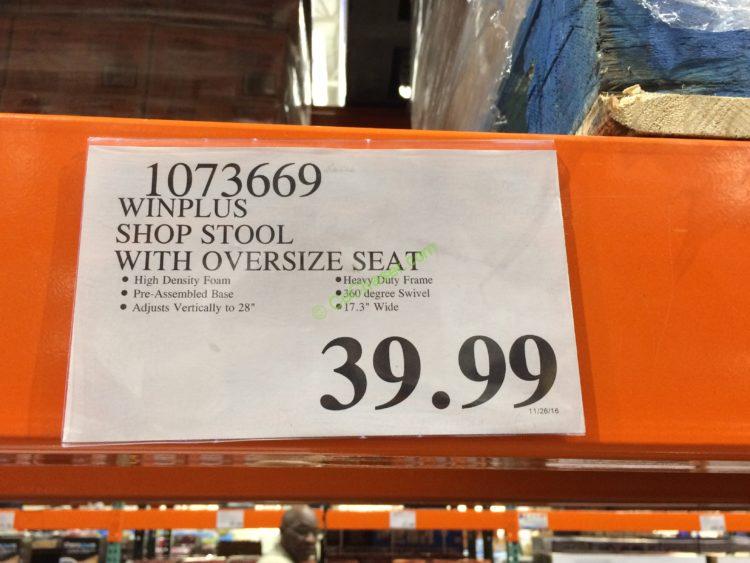 1073669
WINPLUS
SHOP STOOL
WITH OVERSIZE SEAT
• High Density Foam
• Pre-Assembled Base
• Adjusts Vertically to 28"
• Heavy Duty Frame
• 360 degree Swivel
• 17.3" Wide
39.99
11/26/16